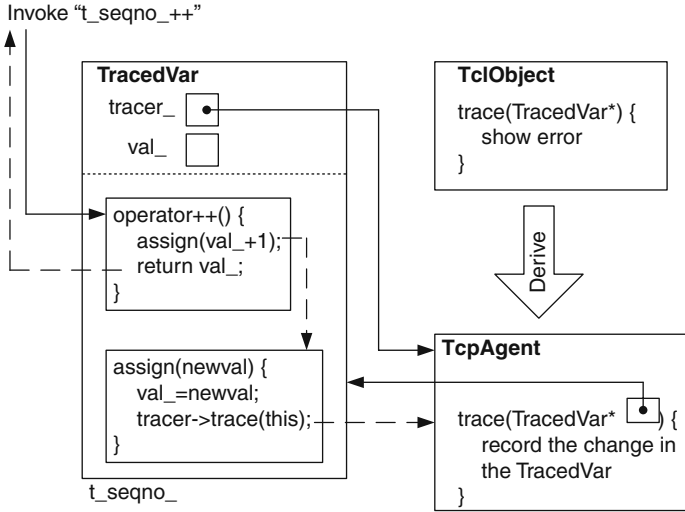 Invoke “t_seqno_++”
TracedVar
tracer_
val_
operator++() {
assign(val_+1);
return val_;
}
assign(newval) {
val_=newval;
tracer->trace(this);
}
t_seqno_
TclObject
trace(TracedVar*) {
show error
}
Derive
TcpAgent
trace(TracedVar* ) {
record the change in
the TracedVar
}